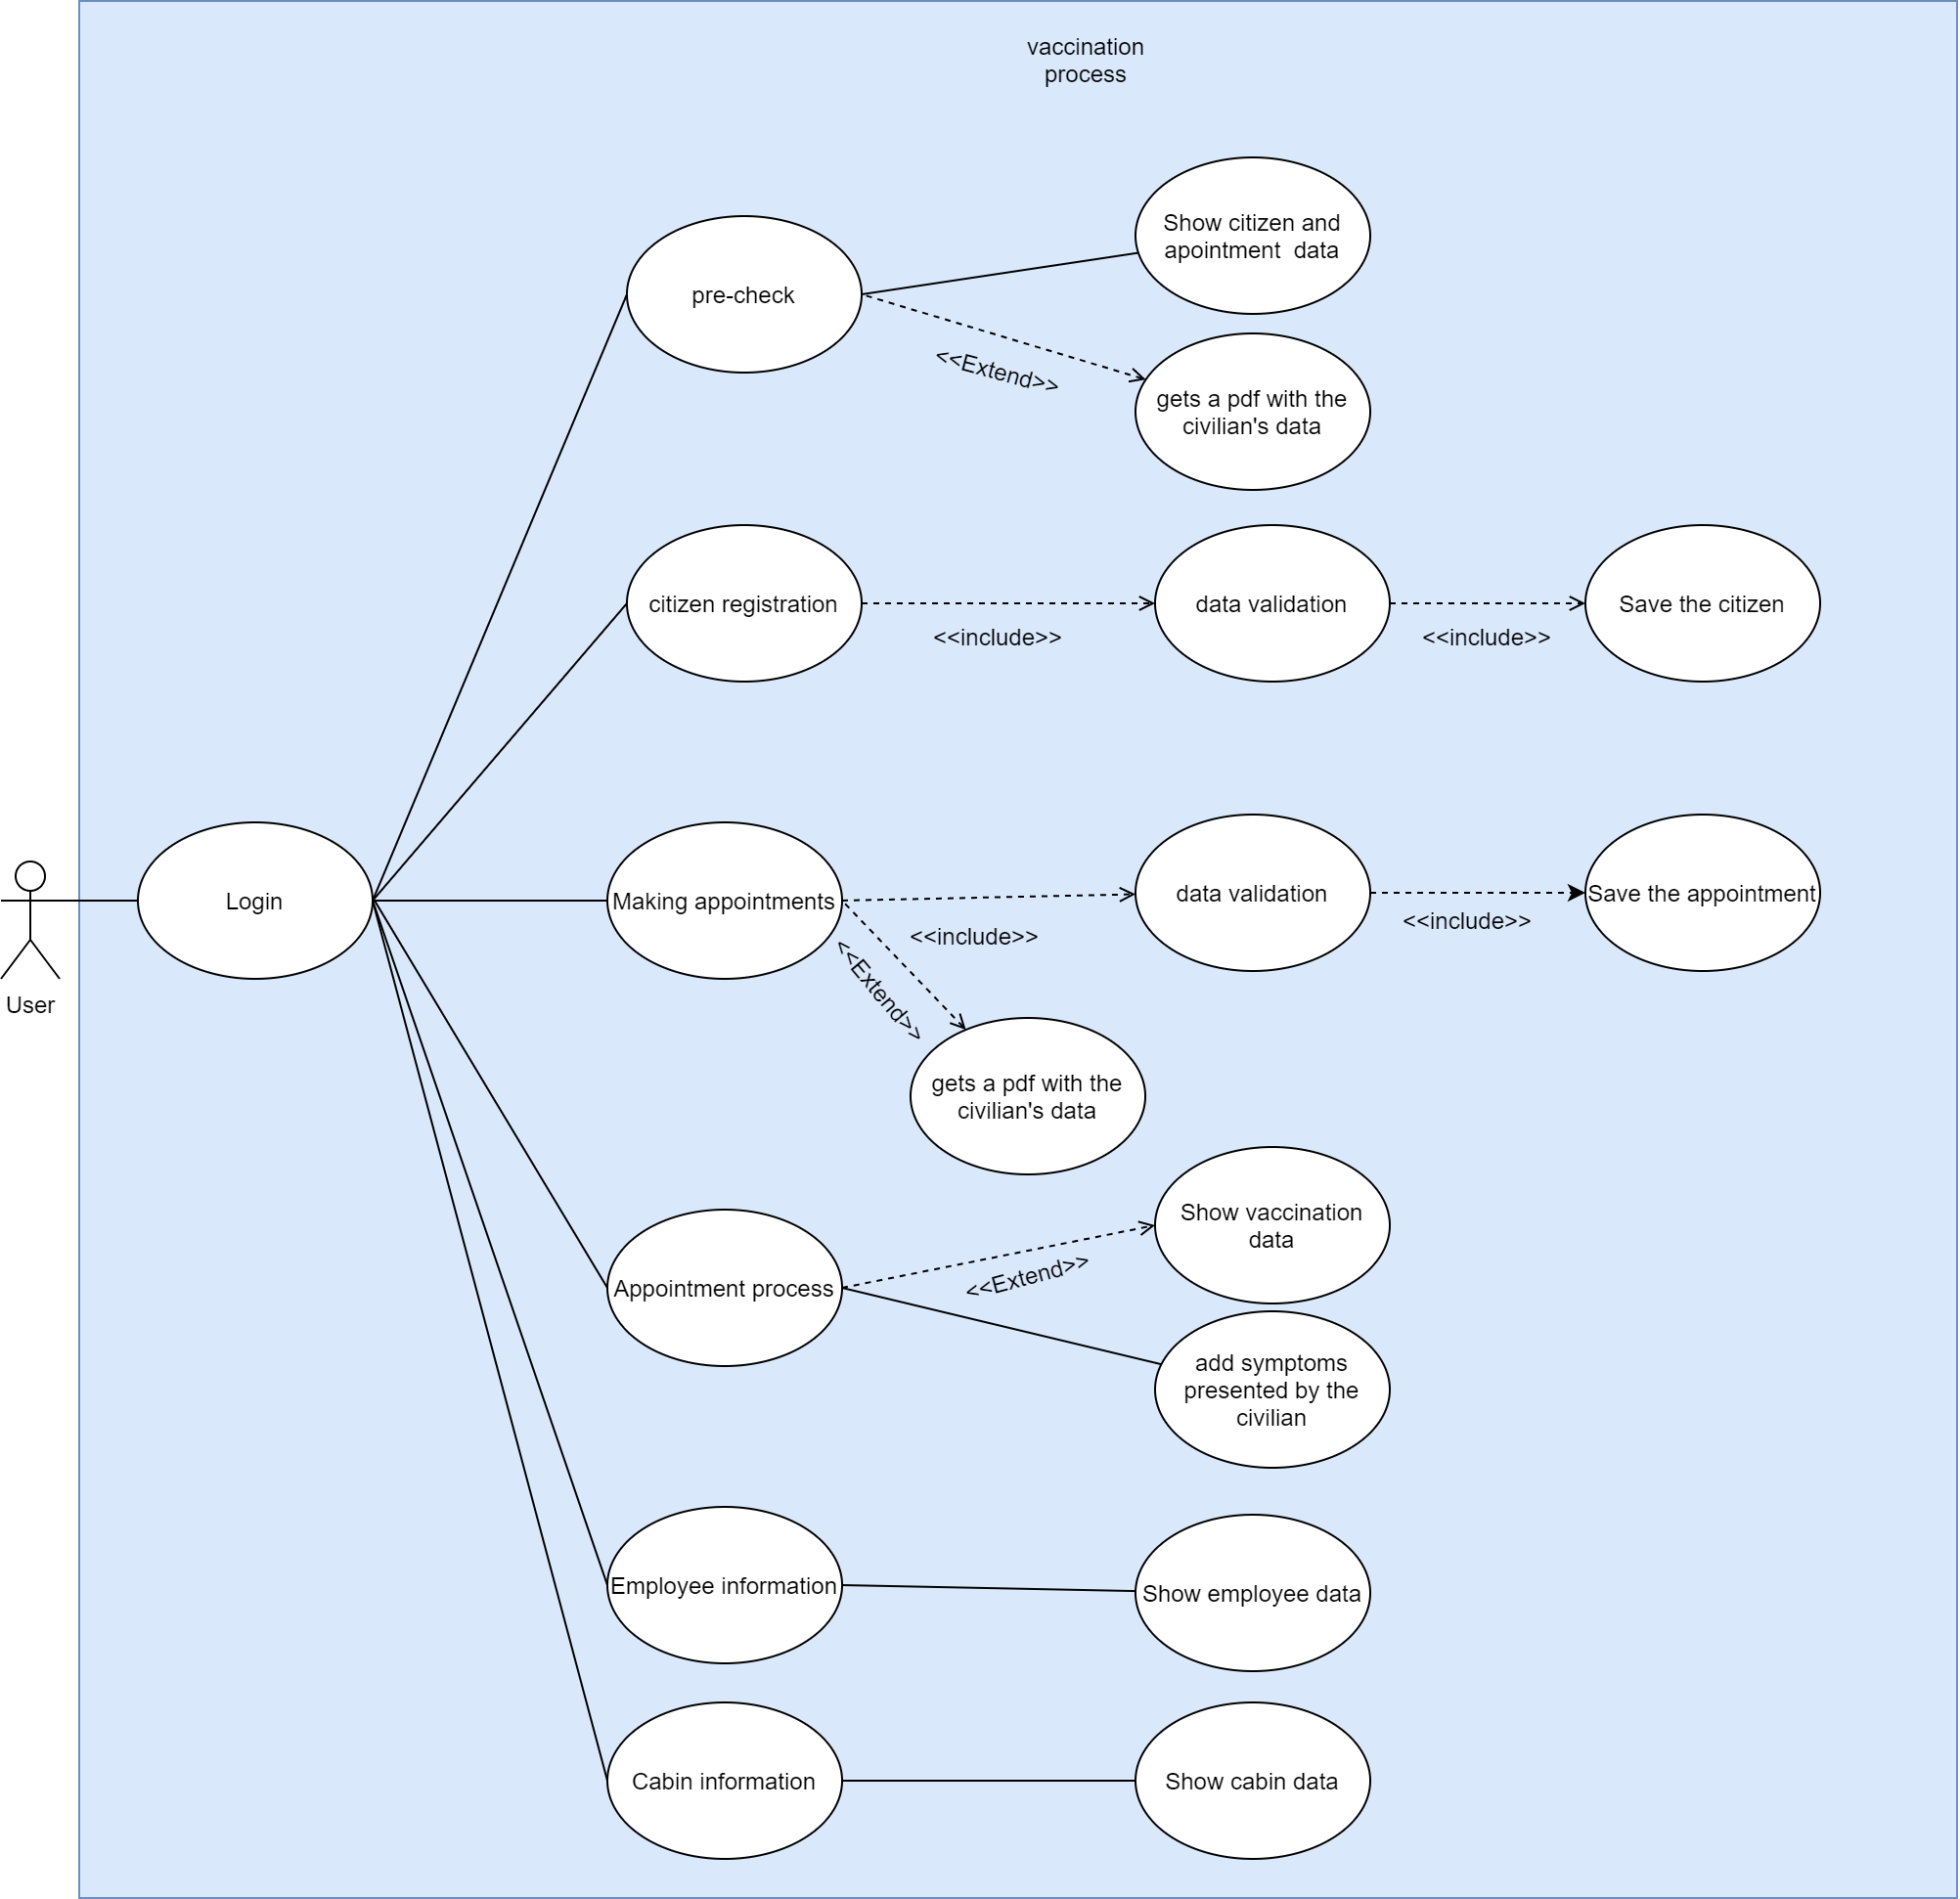 vaccination
process
Show citizen and
apointment  data
pre-check
<<Extend>>
gets a pdf with the
civilian's data
citizen registration
<<include>>
data validation
<<include>>
Save the citizen
User
Login
Making appointments
<<include>>
data validation
<<include>>
Save the appointment
<<Extend>>
gets a pdf with the
civilian's data
Appointment process
<<Extend>>
Show vaccination
data
add symptoms
presented by the
civilian
Employee information
Show employee data
Cabin information
Show cabin data